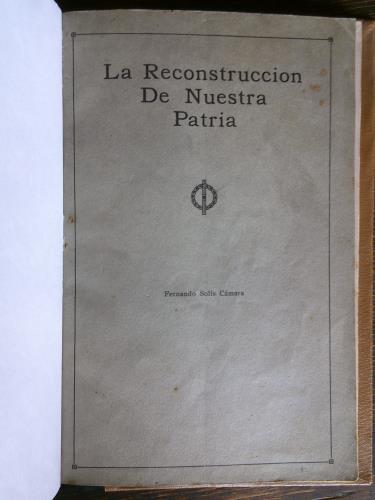 La Reconstruccion
De Nuestra
Patria
Fernando Solís Cámara